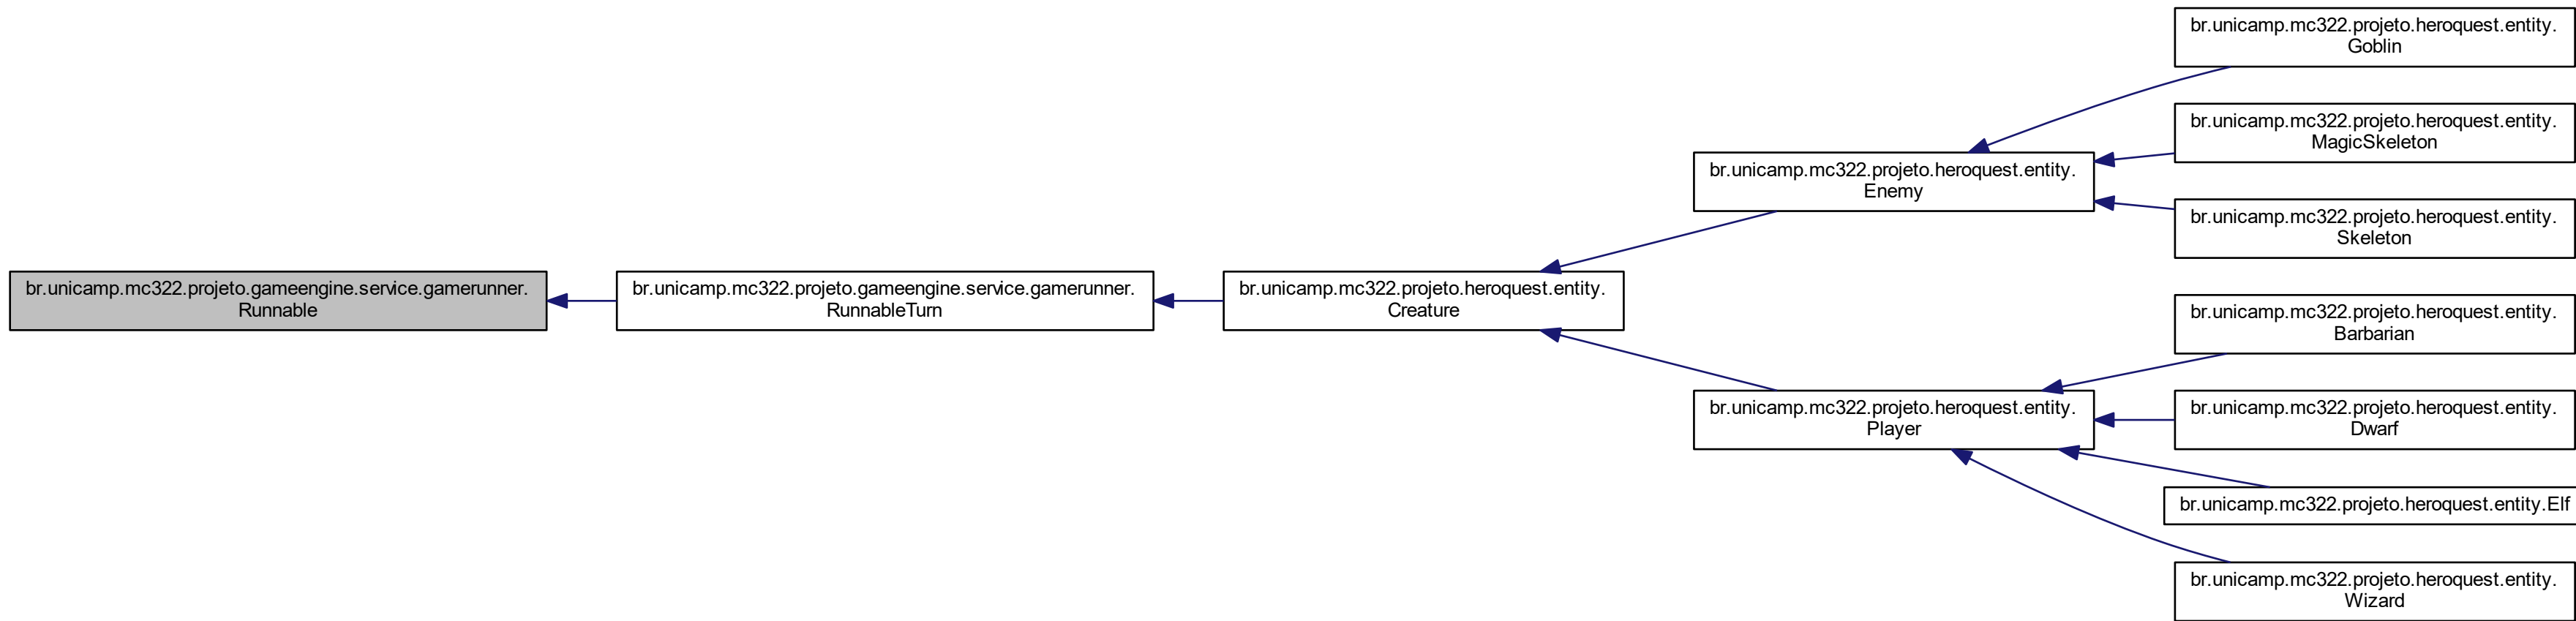 br.unicamp.mc322.projeto.gameengine.service.gamerunner.
Runnable
br.unicamp.mc322.projeto.gameengine.service.gamerunner.
RunnableTurn
br.unicamp.mc322.projeto.heroquest.entity.
Creature
br.unicamp.mc322.projeto.heroquest.entity.
Enemy
br.unicamp.mc322.projeto.heroquest.entity.
Player
br.unicamp.mc322.projeto.heroquest.entity.
Goblin
br.unicamp.mc322.projeto.heroquest.entity.
MagicSkeleton
br.unicamp.mc322.projeto.heroquest.entity.
Skeleton
br.unicamp.mc322.projeto.heroquest.entity.
Barbarian
br.unicamp.mc322.projeto.heroquest.entity.
Dwarf
br.unicamp.mc322.projeto.heroquest.entity.Elf
br.unicamp.mc322.projeto.heroquest.entity.
Wizard